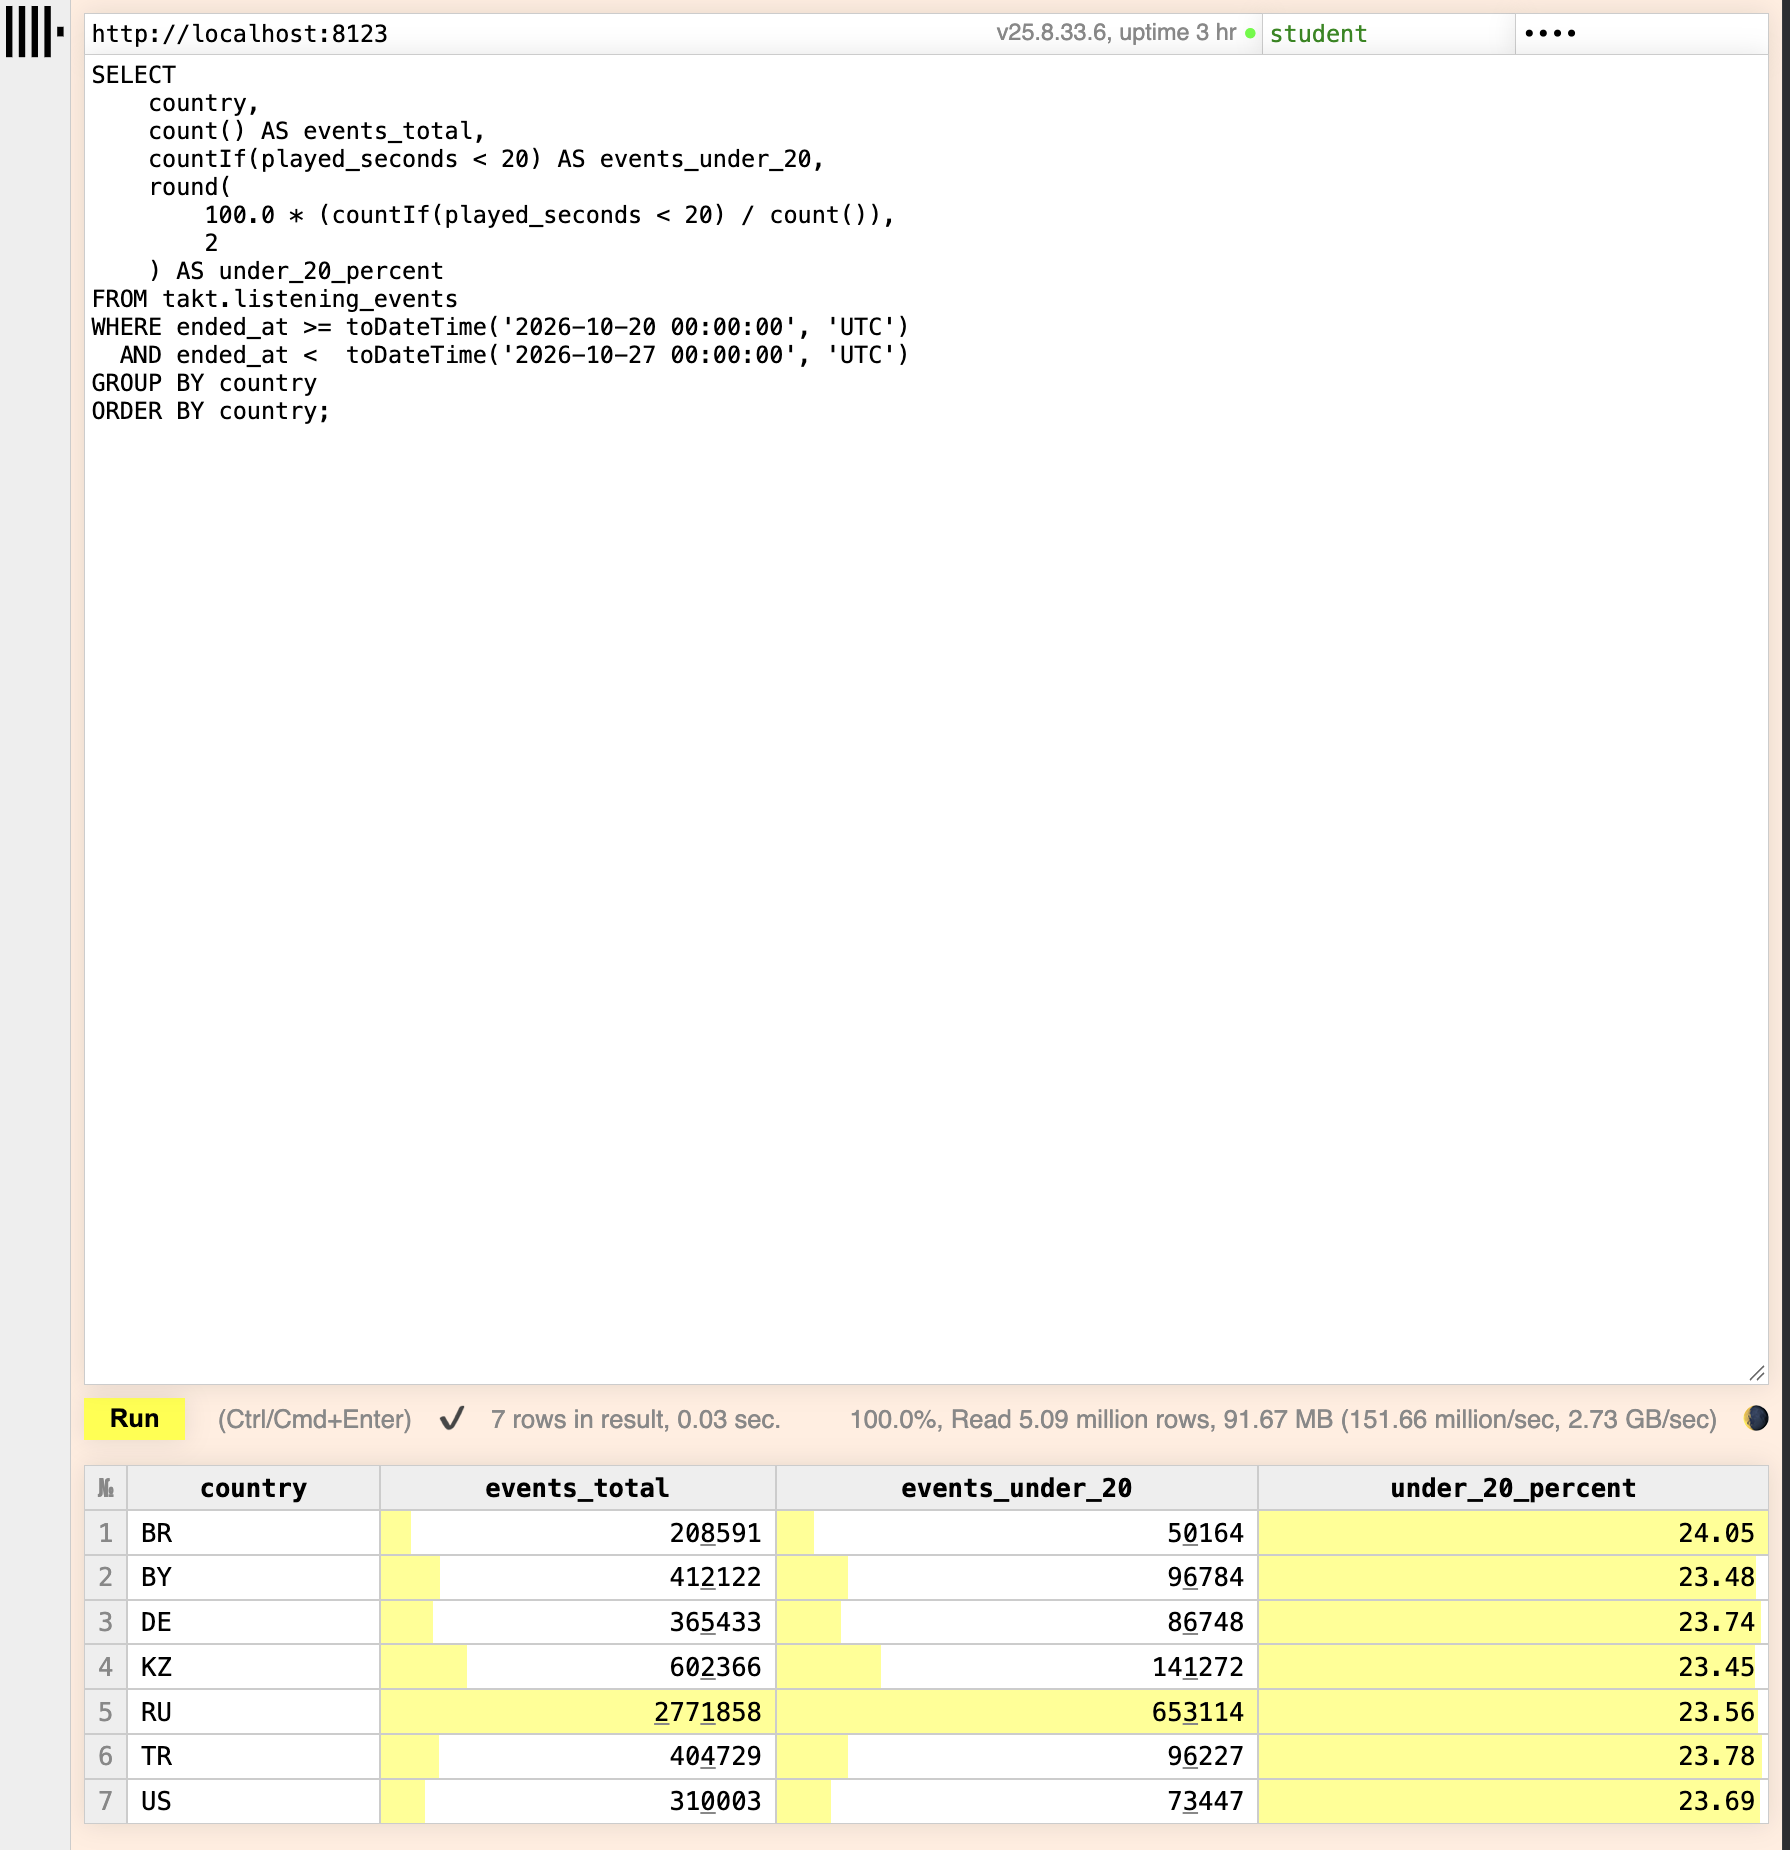 http://localhost:8123 v25.8.33.6, uptime 3 hr student ••••
SELECT
    country,
    count() AS events_total,
    countIf(played_seconds < 20) AS events_under_20,
    round(
        100.0 * (countIf(played_seconds < 20) / count()),
        2
    ) AS under_20_percent
FROM takt.listening_events
WHERE ended_at >= toDateTime('2026-10-20 00:00:00', 'UTC')
  AND ended_at <  toDateTime('2026-10-27 00:00:00', 'UTC')
GROUP BY country
ORDER BY country;
Run (Ctrl/Cmd+Enter) ✔ 7 rows in result, 0.03 sec. 100.0%, Read 5.09 million rows, 91.67 MB (151.66 million/sec, 2.73 GB/sec)
№ country events_total events_under_20 under_20_percent
1 BR 208591 50164 24.05
2 BY 412122 96784 23.48
3 DE 365433 86748 23.74
4 KZ 602366 141272 23.45
5 RU 2771858 653114 23.56
6 TR 404729 96227 23.78
7 US 310003 73447 23.69